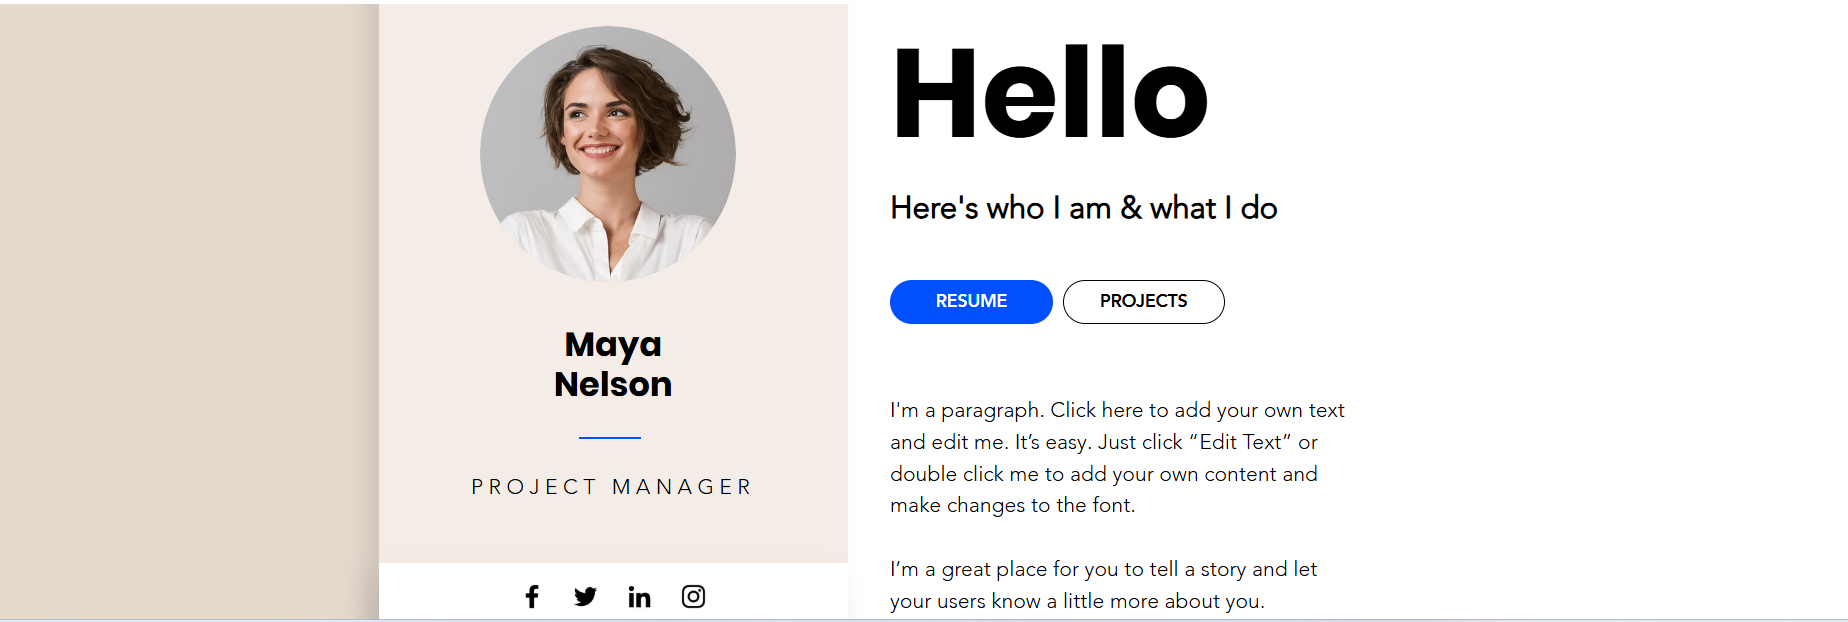 Maya
Nelson
PROJECT MANAGER
Hello
Here's who I am & what I do
RESUME
PROJECTS
I'm a paragraph. Click here to add your own text
and edit me. It’s easy. Just click “Edit Text” or
double click me to add your own content and
make changes to the font.
I’m a great place for you to tell a story and let
your users know a little more about you.